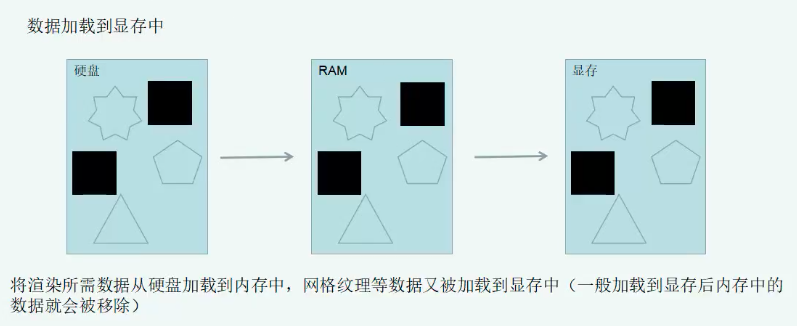 数据加载到显存中
硬盘
RAM
显存
将渲染所需数据从硬盘加载到内存中，网格纹理等数据又被加载到显存中（一般加载到显存后内存中的
数据就会被移除）